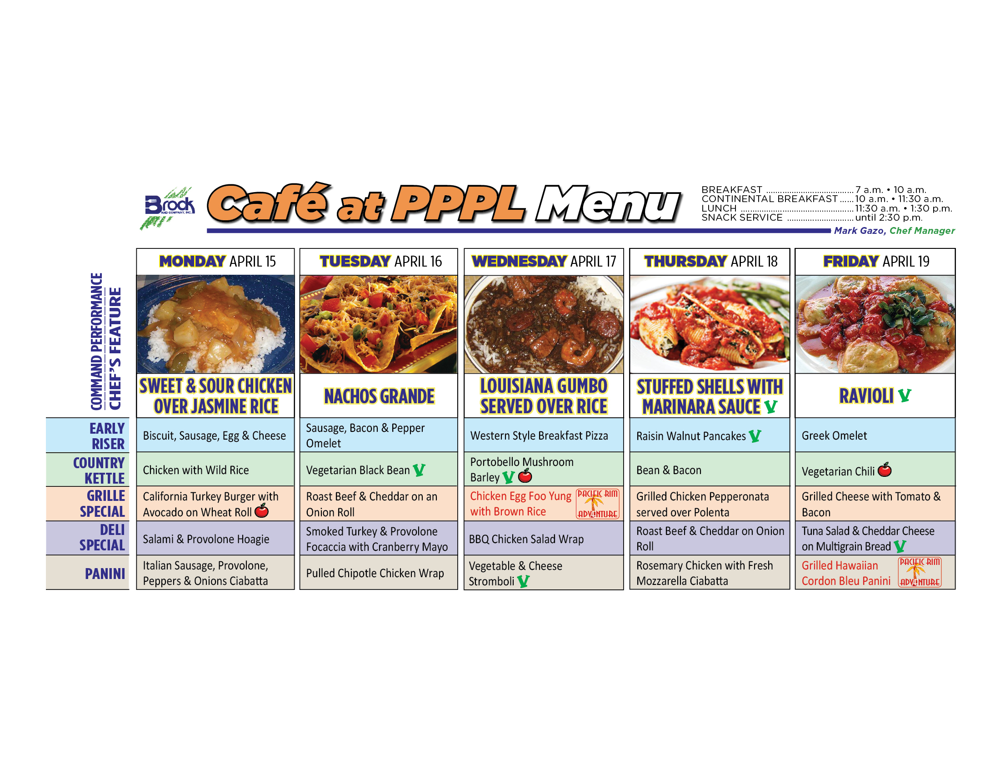 Brock
AND COMPANY, INC.
Café at PPPL Menu
BREAKFAST ...................................... 7 a.m. • 10 a.m.
CONTINENTAL BREAKFAST ...... 10 a.m. • 11:30 a.m.
LUNCH ................................................. 11:30 a.m. • 1:30 p.m.
SNACK SERVICE ............................. until 2:30 p.m.
Mark Gazo, Chef Manager
COMMAND PERFORMANCE
CHEF'S FEATURE
MONDAY APRIL 15
TUESDAY APRIL 16
WEDNESDAY APRIL 17
THURSDAY APRIL 18
FRIDAY APRIL 19
SWEET & SOUR CHICKEN
OVER JASMINE RICE
NACHOS GRANDE
LOUISIANA GUMBO
SERVED OVER RICE
STUFFED SHELLS WITH
MARINARA SAUCE V
RAVIOLI V
EARLY
RISER
Biscuit, Sausage, Egg & Cheese
Sausage, Bacon & Pepper
Omelet
Western Style Breakfast Pizza
Raisin Walnut Pancakes V
Greek Omelet
COUNTRY
KETTLE
Chicken with Wild Rice
Vegetarian Black Bean V
Portobello Mushroom
Barley V
Bean & Bacon
Vegetarian Chili
GRILLE
SPECIAL
California Turkey Burger with
Avocado on Wheat Roll
Roast Beef & Cheddar on an
Onion Roll
Chicken Egg Foo Yung
with Brown Rice
PACIFIC RIM
ADVENTURE
Grilled Chicken Pepperonata
served over Polenta
Grilled Cheese with Tomato &
Bacon
DELI
SPECIAL
Salami & Provolone Hoagie
Smoked Turkey & Provolone
Focaccia with Cranberry Mayo
BBQ Chicken Salad Wrap
Roast Beef & Cheddar on Onion
Roll
Tuna Salad & Cheddar Cheese
on Multigrain Bread V
PANINI
Italian Sausage, Provolone,
Peppers & Onions Ciabatta
Pulled Chipotle Chicken Wrap
Vegetable & Cheese
Stromboli V
Rosemary Chicken with Fresh
Mozzarella Ciabatta
Grilled Hawaiian
Cordon Bleu Panini
PACIFIC RIM
ADVENTURE